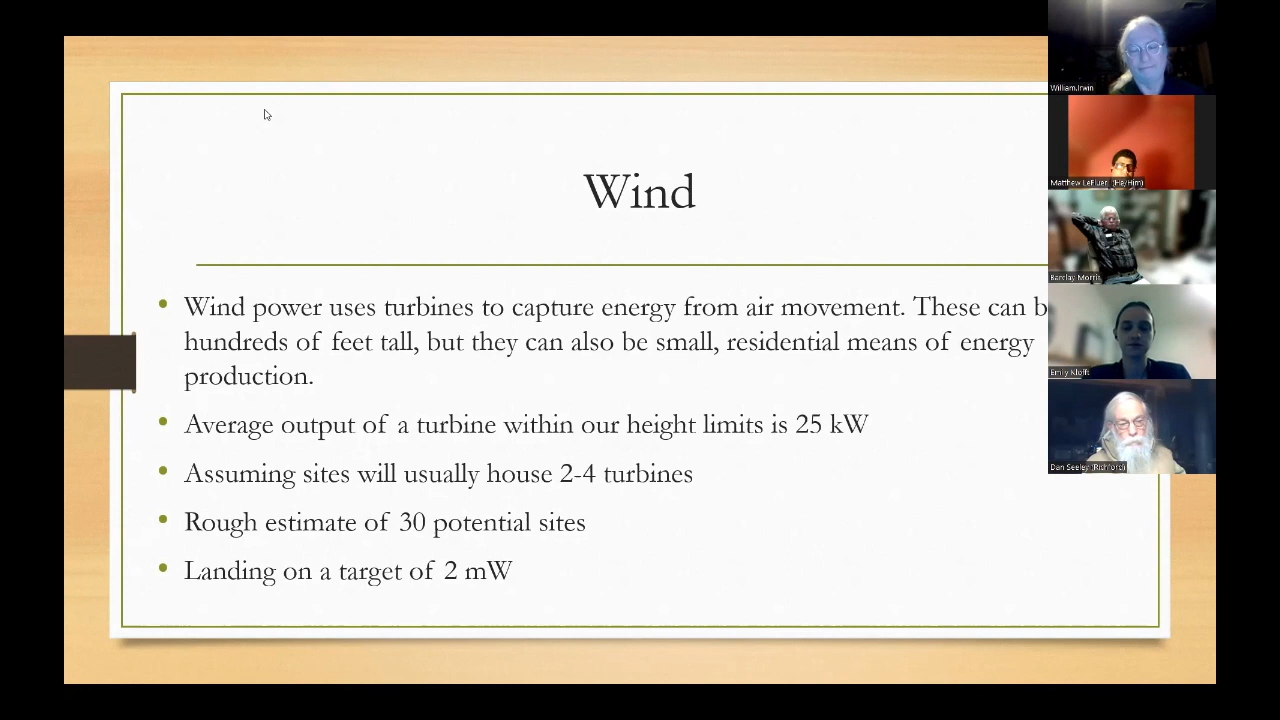 Wind
• Wind power uses turbines to capture energy from air movement. These can b
hundreds of feet tall, but they can also be small, residential means of energy
production.
• Average output of a turbine within our height limits is 25 kW
• Assuming sites will usually house 2-4 turbines
• Rough estimate of 30 potential sites
• Landing on a target of 2 mW
William.Irwin
Matthew LeFluer (He/Him)
Barclay Morris
Emily Klofft
Dan Seeley (Richford)